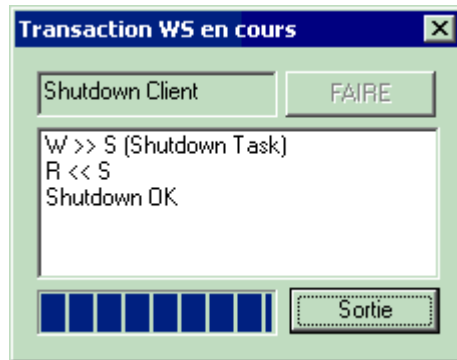 Transaction WS en cours
Shutdown Client
FAIRE
W >> S (Shutdown Task)
R << S
Shutdown OK
Sortie